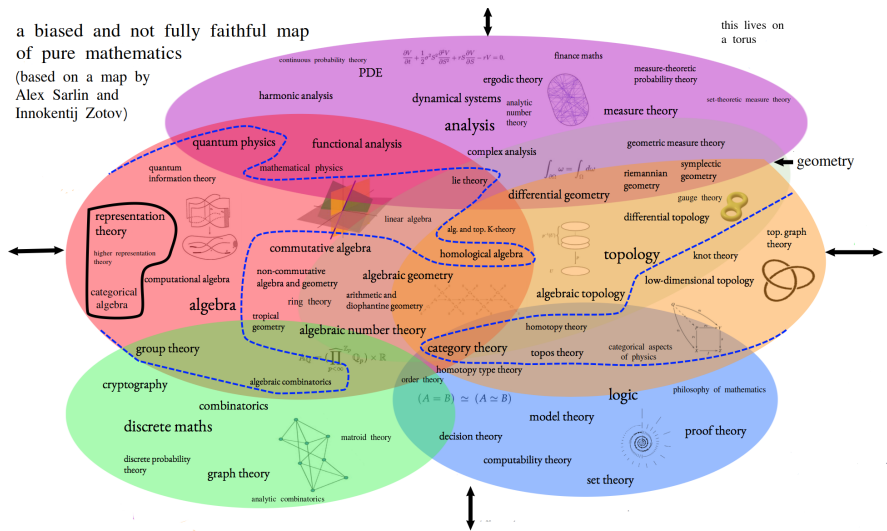 a biased and not fully faithful map
of pure mathematics
(based on a map by
Alex Sarlin and
Innokentij Zotov)
this lives on
a torus
continuous probability theory
PDE
finance maths
measure-theoretic
probability theory
ergodic theory
harmonic analysis
dynamical systems
analytic
number
theory
measure theory
set-theoretic measure theory
analysis
quantum physics
functional analysis
complex analysis
geometric measure theory
geometry
quantum
information theory
mathematical physics
lie theory
differential geometry
riemannian
geometry
symplectic
geometry
gauge theory
representation
theory
linear algebra
alg. and top. K-theory
differential topology
top. graph
theory
higher representation
theory
commutative algebra
homological algebra
topology
knot theory
categorical
algebra
computational algebra
non-commutative
algebra and geometry
algebraic geometry
low-dimensional topology
algebra
ring theory
arithmetic and
diophantine geometry
algebraic topology
tropical
geometry
algebraic number theory
homotopy theory
group theory
category theory
topos theory
categorical aspects
of physics
cryptography
algebraic combinatorics
order theory
homotopy type theory
(A = B) ≃ (A ≃ B)
logic
philosophy of mathematics
combinatorics
model theory
discrete maths
matroid theory
decision theory
proof theory
discrete probability
theory
graph theory
computability theory
set theory
analytic combinatorics